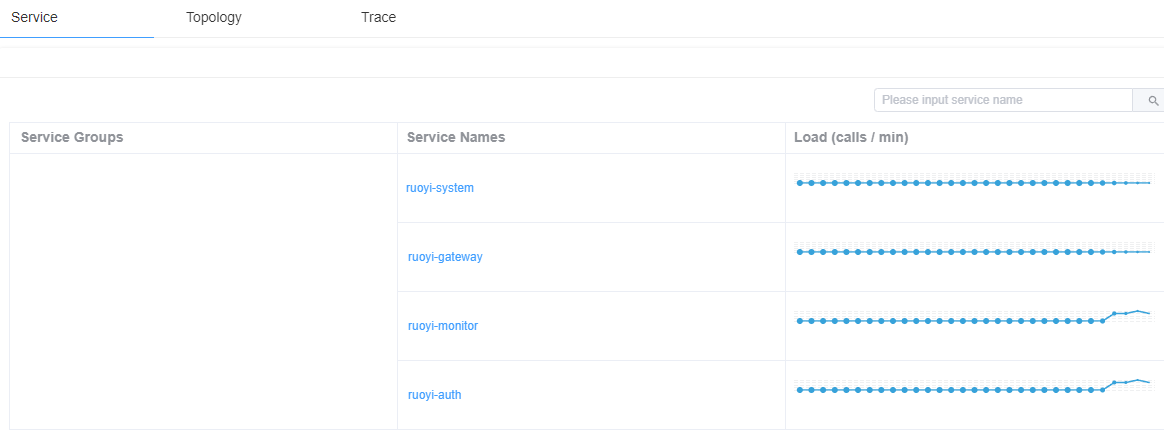 Service Topology Trace
Please input service name
Service Groups Service Names Load (calls / min)
ruoyi-system
ruoyi-gateway
ruoyi-monitor
ruoyi-auth